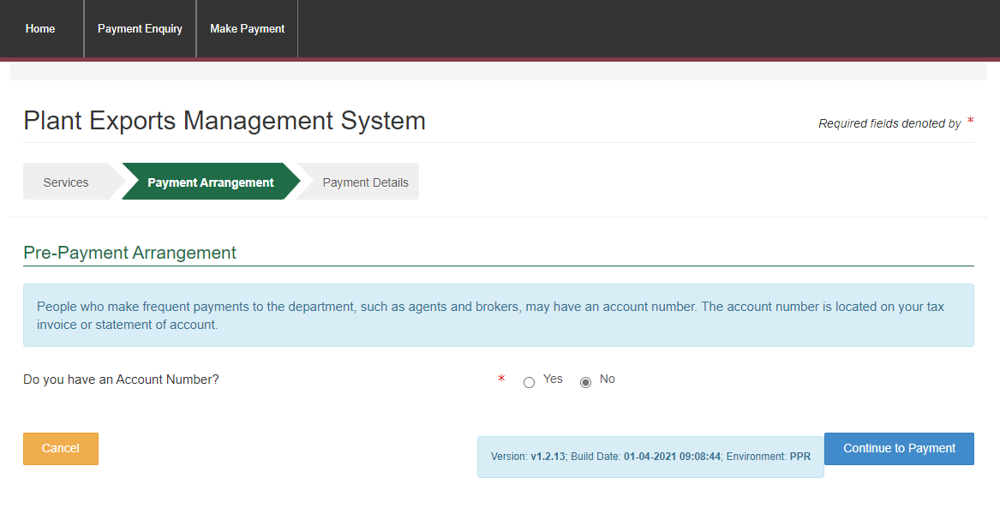 Home
Payment Enquiry
Make Payment
Plant Exports Management System
Required fields denoted by *
Services
Payment Arrangement
Payment Details
Pre-Payment Arrangement
People who make frequent payments to the department, such as agents and brokers, may have an account number. The account number is located on your tax
invoice or statement of account.
Do you have an Account Number? * Yes No
Cancel
Version: v1.2.13; Build Date: 01-04-2021 09:08:44; Environment: PPR
Continue to Payment